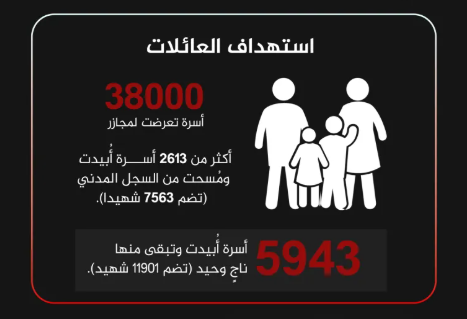 استهداف العائلات
38000
أسرة تعرضت لمجازر
أكثر من 2613 أســـرة أُبيدت
ومُسحت من السجل المدني
(تضم 7563 شهيدا).
5943
أسرة أُبيدت وتبقى منها
ناجٍ وحيد (تضم 11901 شهيد).